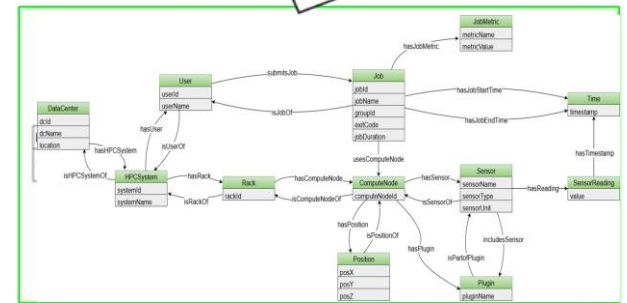 JobMetric
metricName
metricValue
hasJobMetric
User
userId
userName
submitsJob
isJobOf
Job
jobId
jobName
groupId
exitCode
jobDuration
hasJobStartTime
hasJobEndTime
Time
timestamp
DataCenter
dcId
dcName
location
hasHPCSystem
isHPCSystemOf
hasUser
isUserOf
HPCSystem
systemId
systemName
hasRack
isRackOf
Rack
rackId
hasComputeNode
isComputeNodeOf
usesComputeNode
ComputeNode
computeNodeId
hasSensor
isSensorOf
Sensor
sensorName
sensorType
sensorUnit
hasReading
hasTimestamp
SensorReading
value
hasPosition
isPositionOf
Position
posX
posY
posZ
hasPlugin
isPartofPlugin
includesSensor
Plugin
pluginName